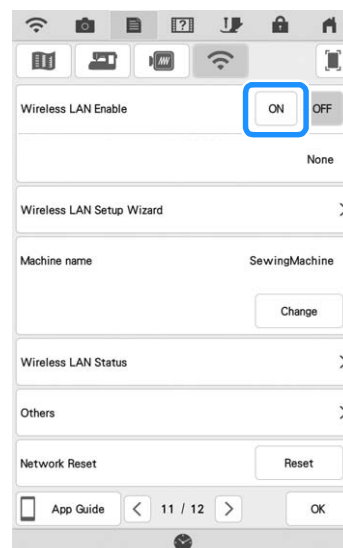 Wireless LAN Enable ON OFF
None
Wireless LAN Setup Wizard
Machine name SewingMachine
Change
Wireless LAN Status
Others
Network Reset Reset
App Guide 11 / 12 OK